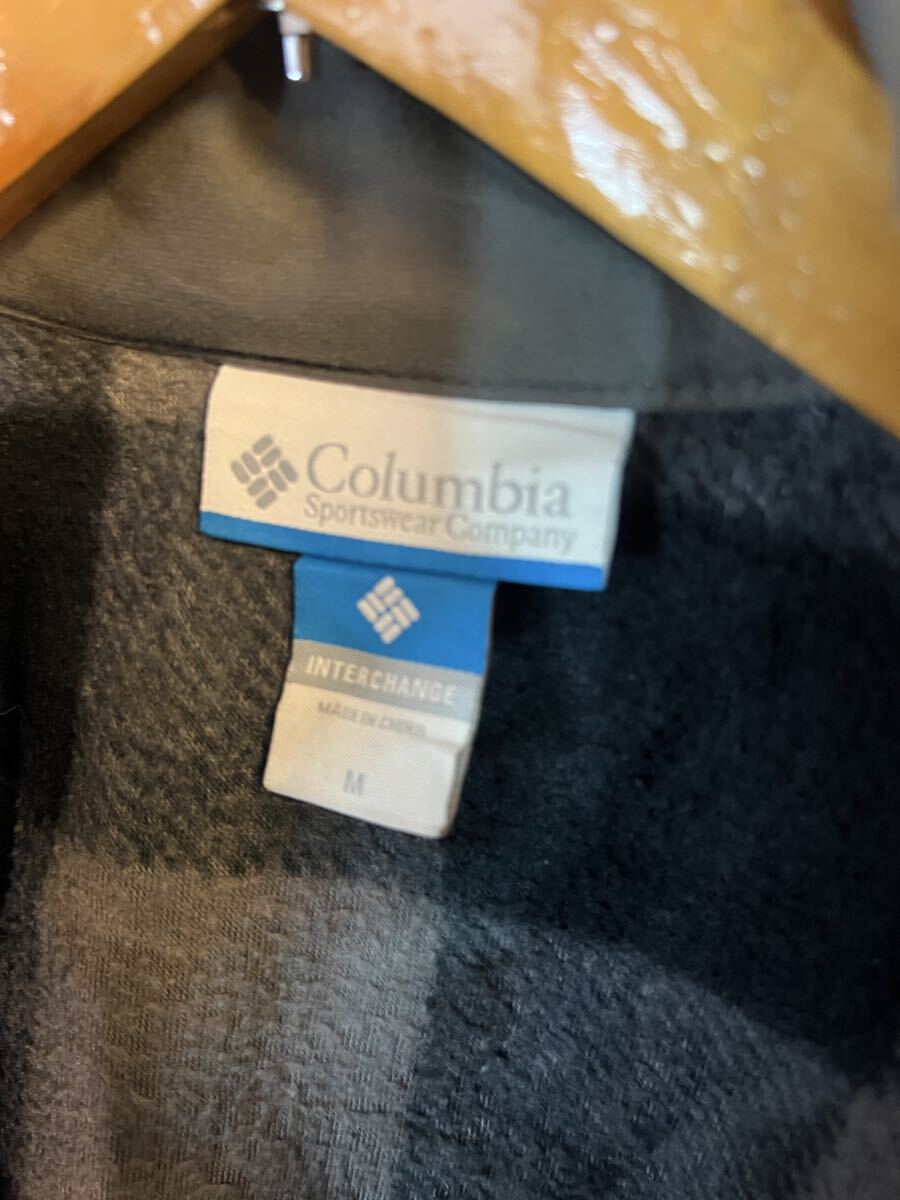 Columbia
Sportswear Company
INTERCHANGE
MADE IN CHINA
M